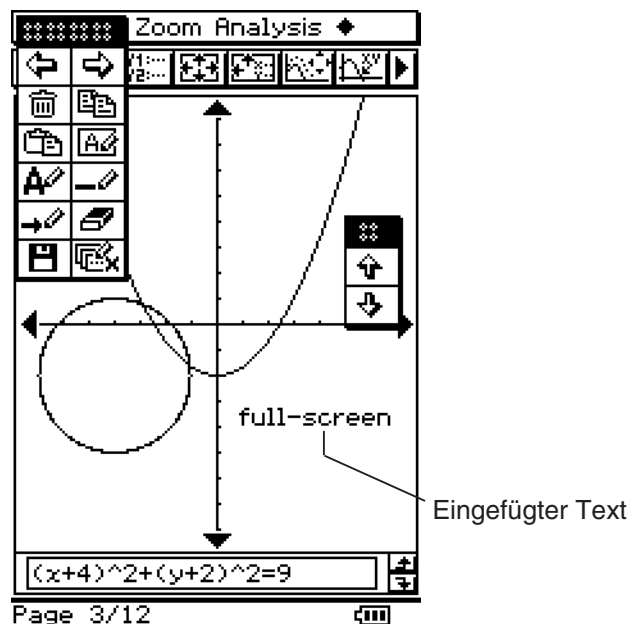 Zoom Analysis ◆
full-screen
Eingefügter Text
(x+4)^2+(y+2)^2=9
Page 3/12